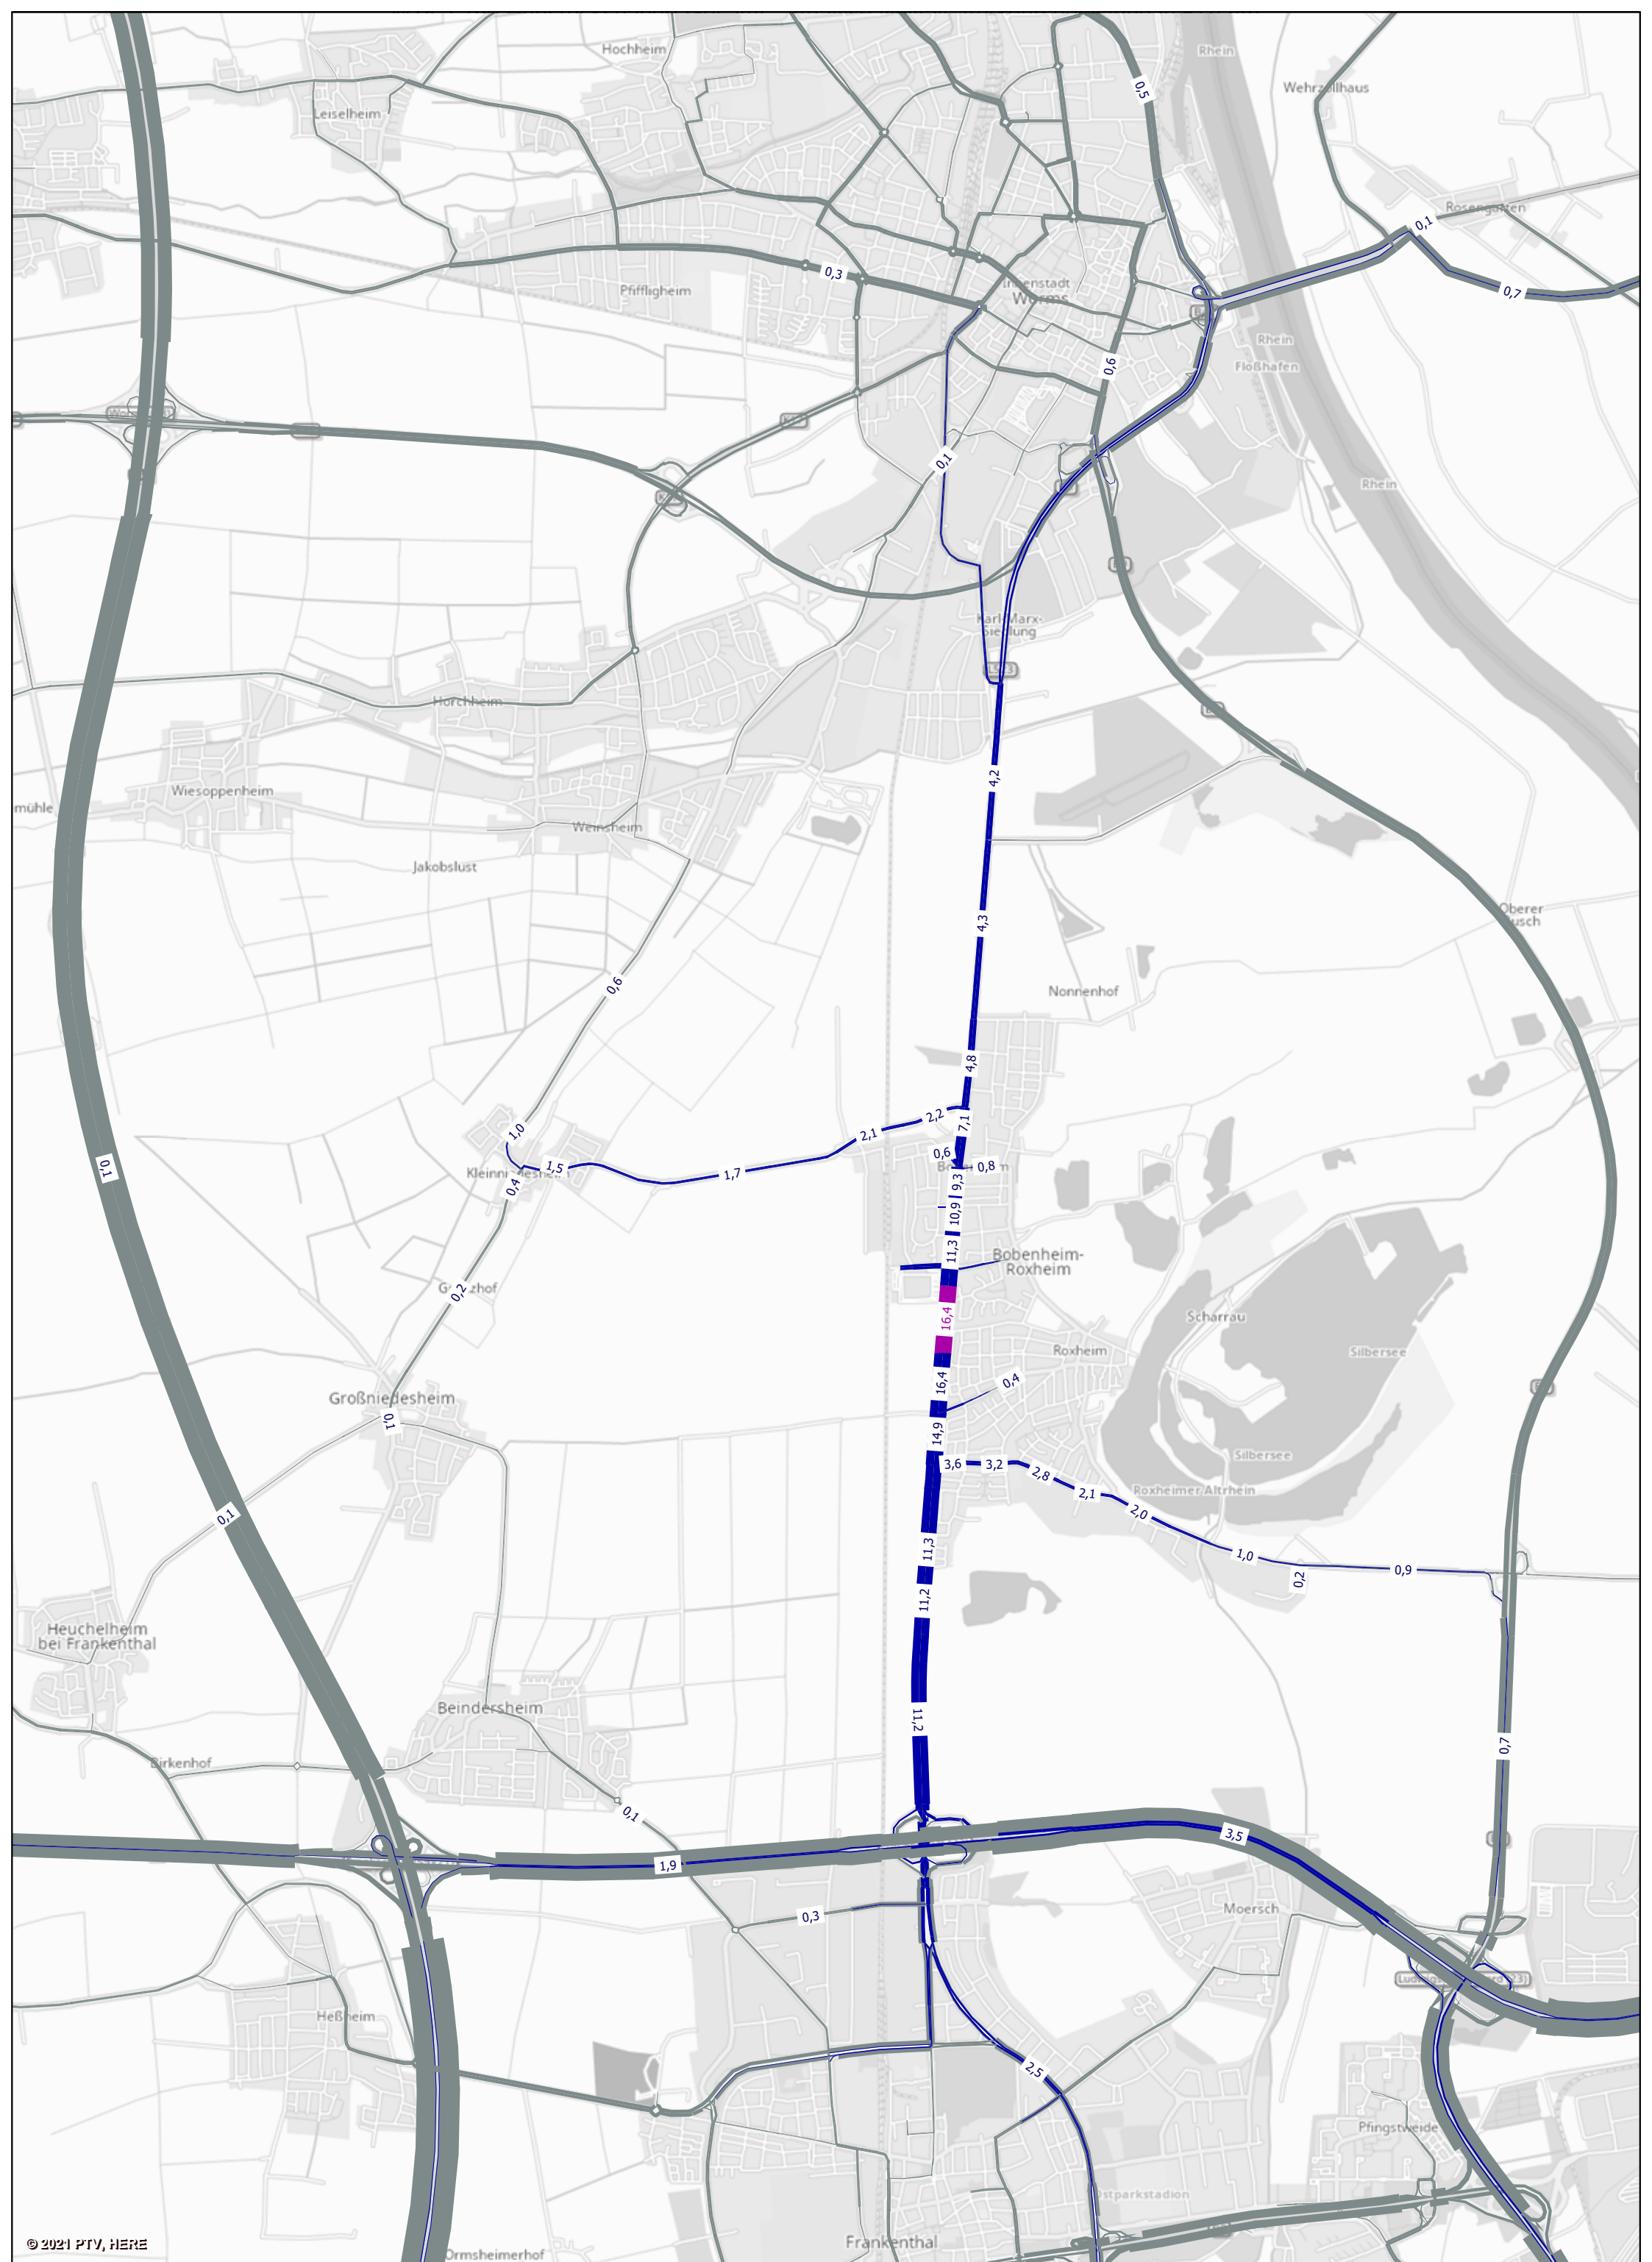 Hochheim
Rhein
0,5
Wehrzollhaus
Leiselheim
Rosengarten
0,1
0,3
Pfiffligheim
Innenstadt
Worms
0,7
Rhein
Floßhafen
0,6
0,1
Rhein
Karl-Marx-
Siedlung
Horchheim
4,2
Wiesoppenheim
emühle
Weinsheim
Jakobslust
4,3
Oberer
Busch
0,6
Nonnenhof
4,8
2,2
7,1
1,0
2,1
0,6
0,1
1,5
Kleinniedesheim
1,7
0,8
0,4
9,3
10,9
11,3
Bobenheim-
Roxheim
0,2
16,4
Scharrau
Roxheim
Silbersee
16,4
0,4
Großniedesheim
0,1
14,9
Silbersee
3,6
3,2
2,8
2,1
Roxheimer Altrhein
2,0
0,1
11,3
1,0
0,9
0,2
11,2
Heuchelheim
bei Frankenthal
Beindersheim
11,2
0,7
Birkenhof
0,1
3,5
1,9
Moersch
0,3
Heßheim
2,5
Pfingstweide
Ostparkstadion
Frankenthal
Ormsheimerhof
© 2021 PTV, HERE